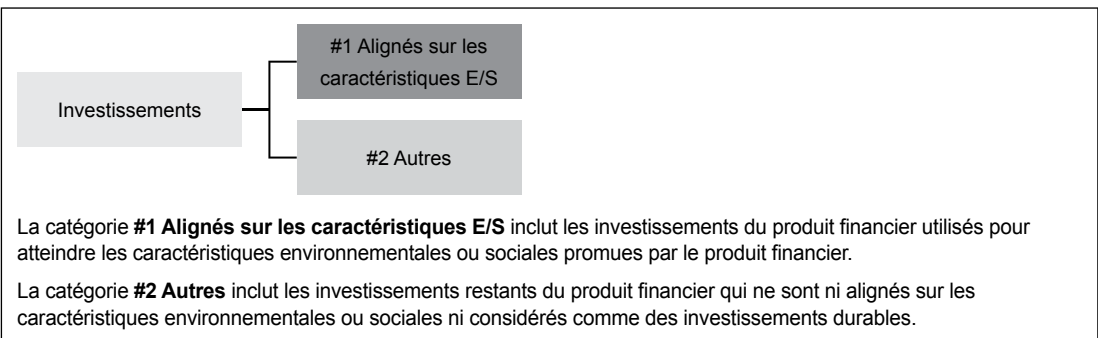 #1 Alignés sur les
caractéristiques E/S
Investissements
#2 Autres
La catégorie #1 Alignés sur les caractéristiques E/S inclut les investissements du produit financier utilisés pour
atteindre les caractéristiques environnementales ou sociales promues par le produit financier.
La catégorie #2 Autres inclut les investissements restants du produit financier qui ne sont ni alignés sur les
caractéristiques environnementales ou sociales ni considérés comme des investissements durables.